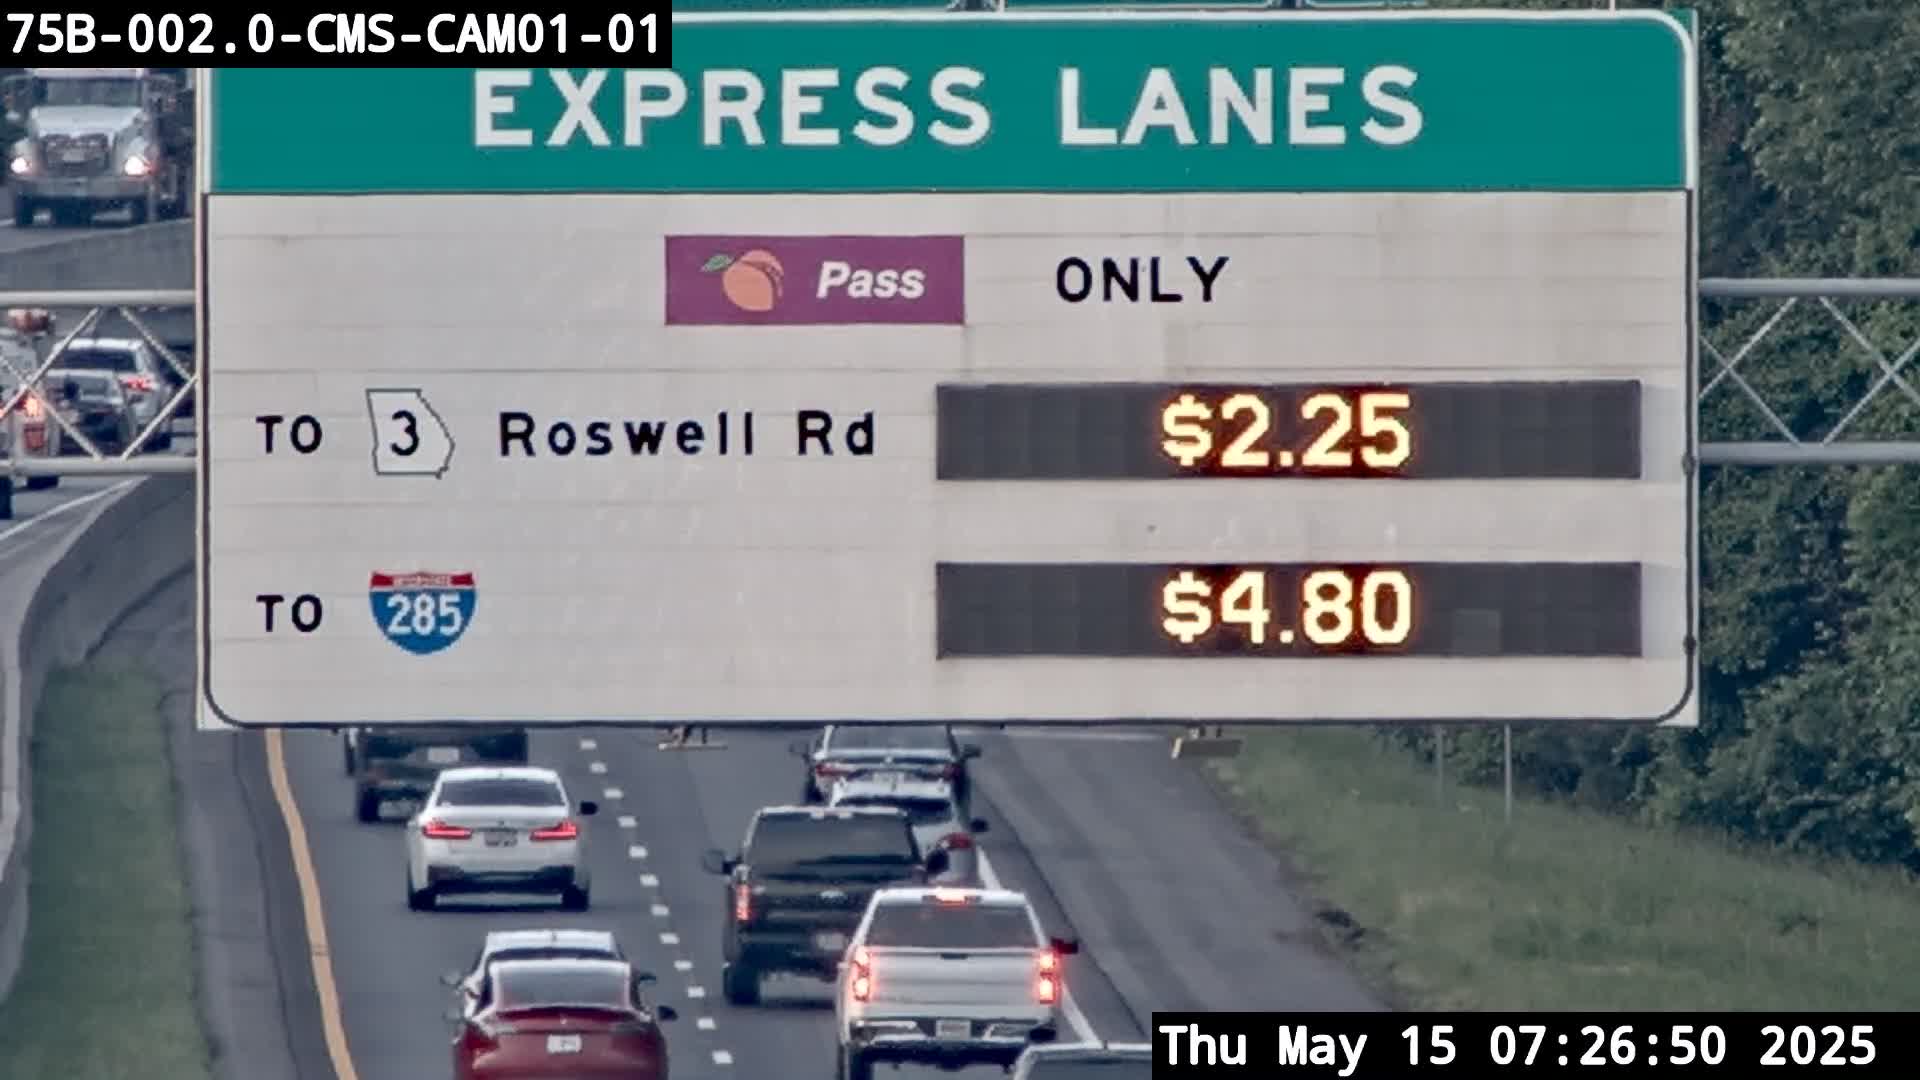 75B-002.0-CMS-CAM01-01
EXPRESS LANES
Pass ONLY
TO 3 Roswell Rd $2.25
TO INTERSTATE 285 $4.80
Thu May 15 07:26:50 2025